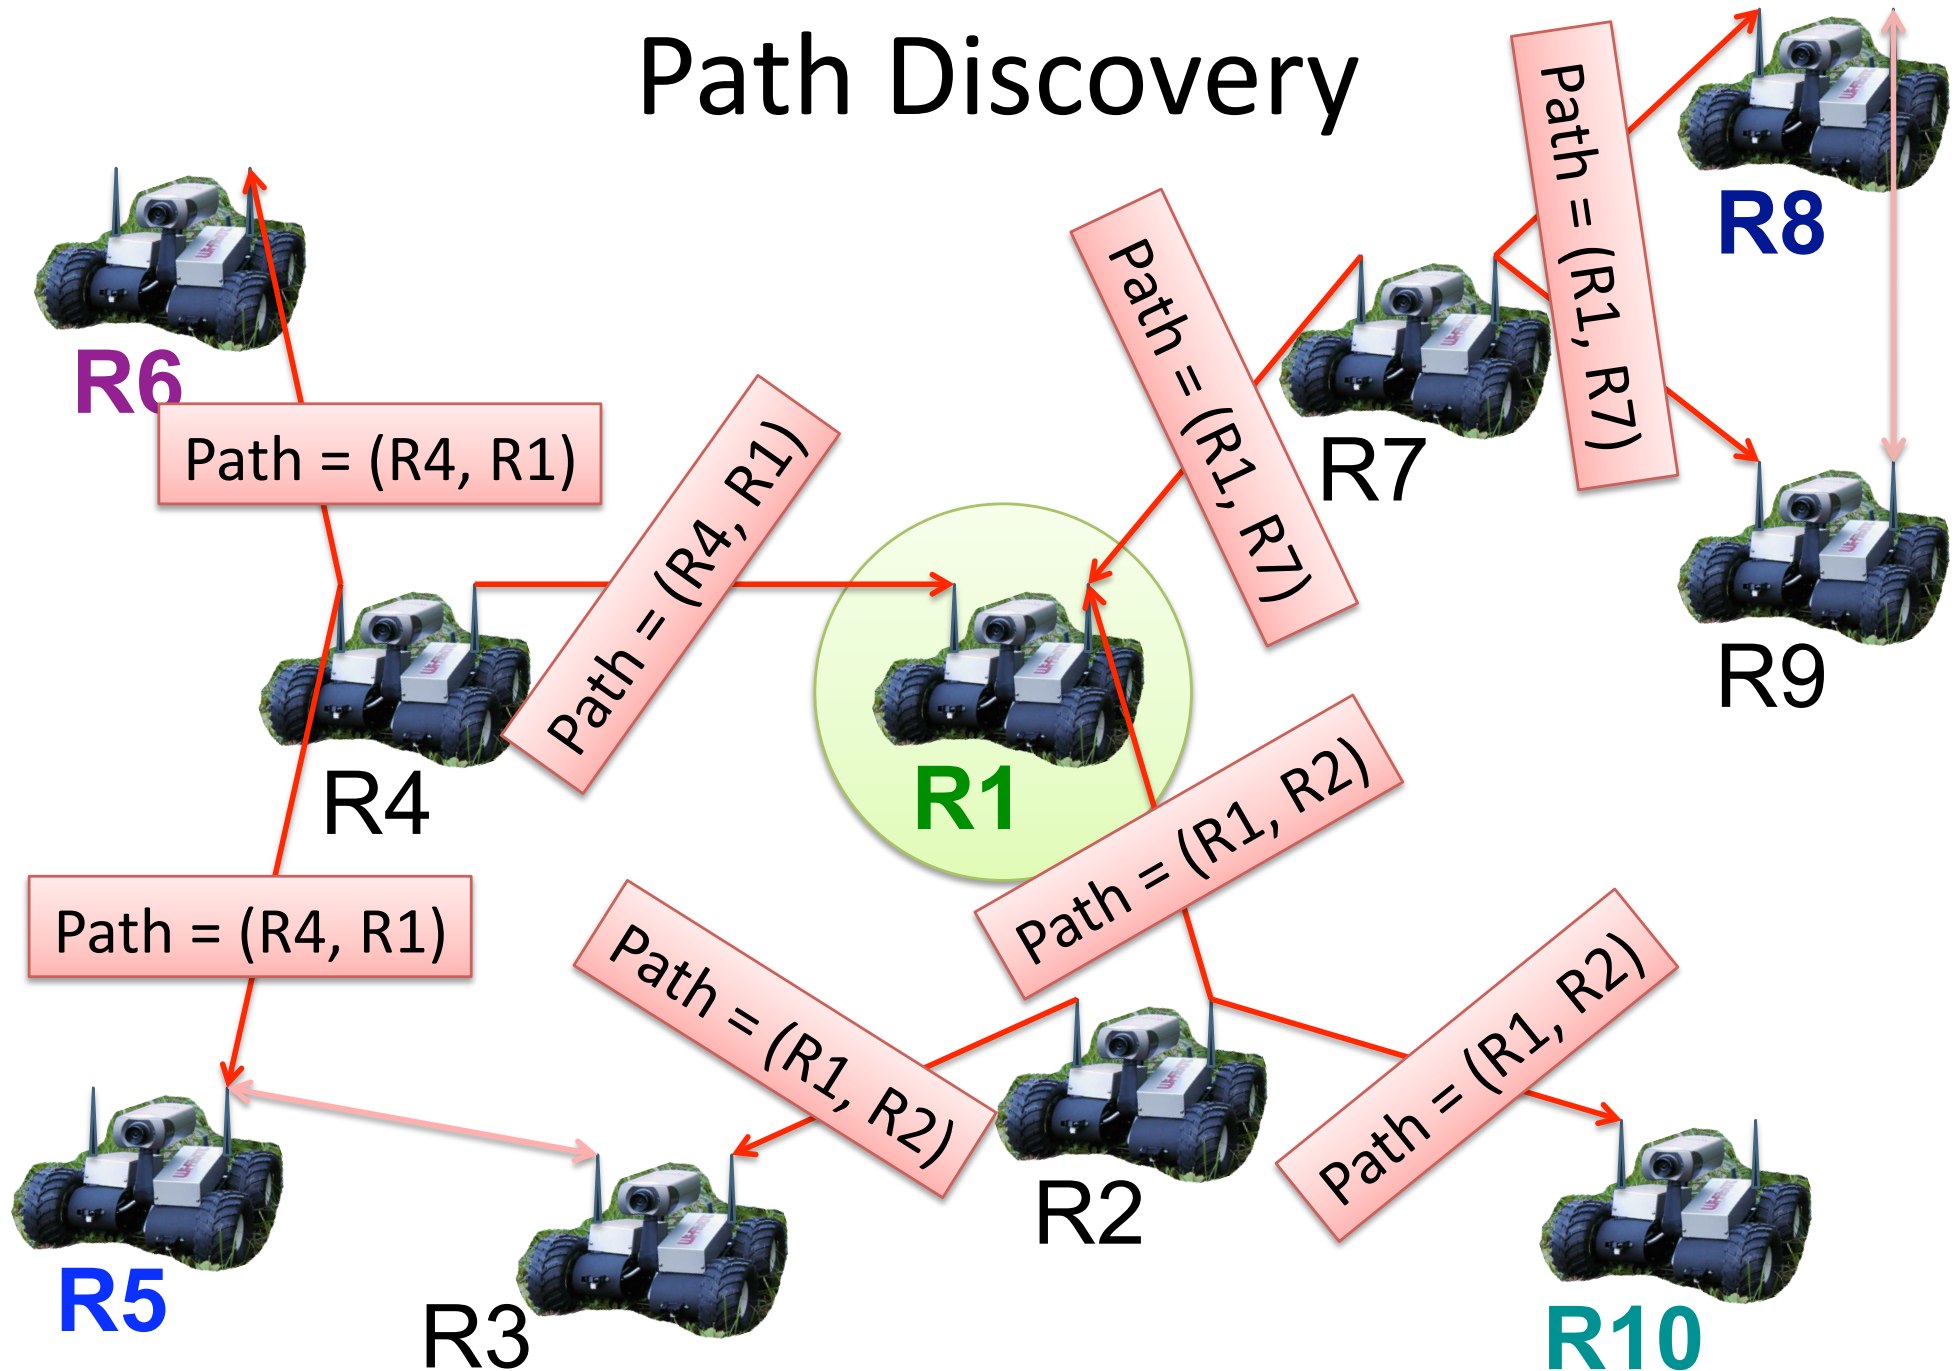 Path Discovery
R8
Path = (R1, R7)
Path = (R1, R7)
R6
R7
Path = (R4, R1)
Path = (R4, R1)
R9
R4
R1
Path = (R1, R2)
Path = (R4, R1)
Path = (R1, R2)
Path = (R1, R2)
R2
R5
R3
R10